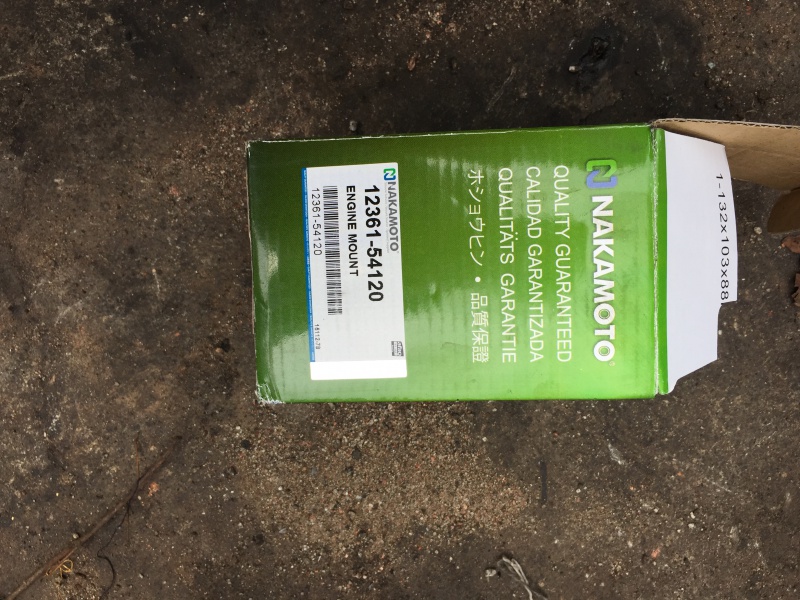 1-132x103x88
NAKAMOTO
QUALITY GUARANTEED
CALIDAD GARANTIZADA
QUALITÄTS GARANTIE
ホショウヒン・品質保證
NAKAMOTO
12361-54120
ENGINE MOUNT
12361-54120